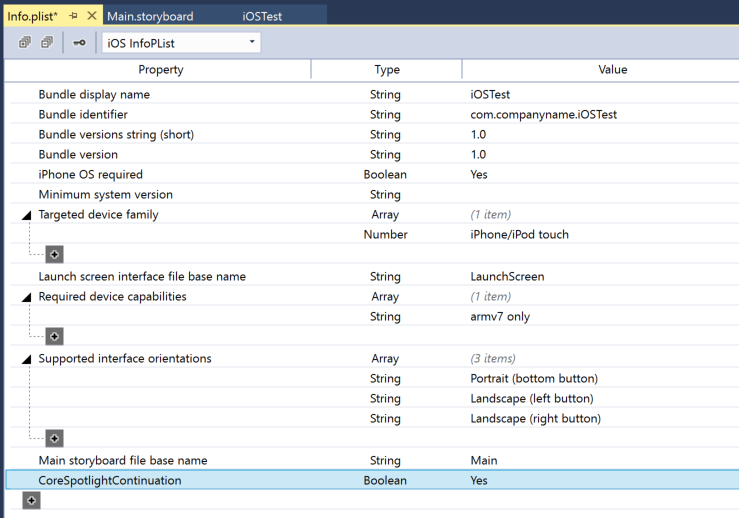 Info.plist* Main.storyboard iOSTest
iOS InfoPList
Property Type Value
Bundle display name String iOSTest
Bundle identifier String com.companyname.iOSTest
Bundle versions string (short) String 1.0
Bundle version String 1.0
iPhone OS required Boolean Yes
Minimum system version String
Targeted device family Array (1 item)
Number iPhone/iPod touch
Launch screen interface file base name String LaunchScreen
Required device capabilities Array (1 item)
String armv7 only
Supported interface orientations Array (3 items)
String Portrait (bottom button)
String Landscape (left button)
String Landscape (right button)
Main storyboard file base name String Main
CoreSpotlightContinuation Boolean Yes